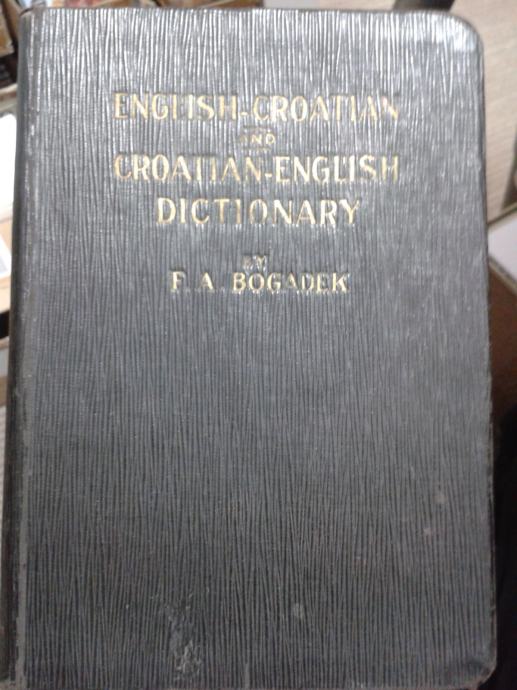 ENGLISH-CROATIAN
AND
CROATIAN-ENGLISH
DICTIONARY
BY
F. A. BOGADEK